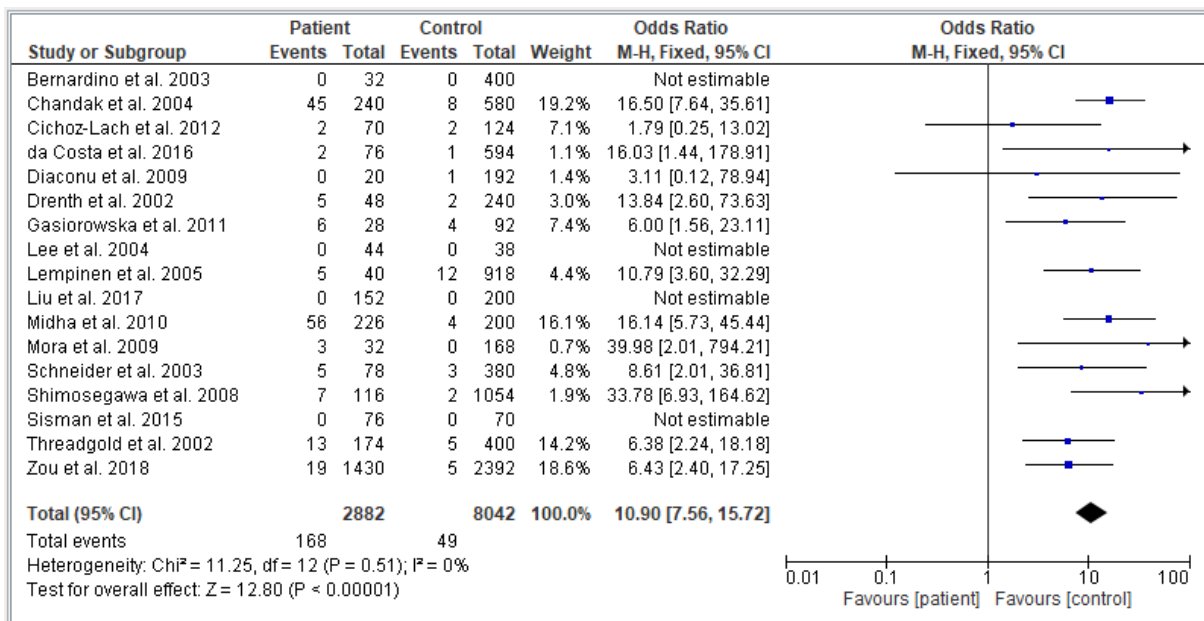 Patient Control Odds Ratio Odds Ratio
Study or Subgroup Events Total Events Total Weight M-H, Fixed, 95% CI M-H, Fixed, 95% CI
Bernardino et al. 2003 0 32 0 400 Not estimable
Chandak et al. 2004 45 240 8 580 19.2% 16.50 [7.64, 35.61]
Cichoz-Lach et al. 2012 2 70 2 124 7.1% 1.79 [0.25, 13.02]
da Costa et al. 2016 2 76 1 594 1.1% 16.03 [1.44, 178.91]
Diaconu et al. 2009 0 20 1 192 1.4% 3.11 [0.12, 78.94]
Drenth et al. 2002 5 48 2 240 3.0% 13.84 [2.60, 73.63]
Gasiorowska et al. 2011 6 28 4 92 7.4% 6.00 [1.56, 23.11]
Lee et al. 2004 0 44 0 38 Not estimable
Lempinen et al. 2005 5 40 12 918 4.4% 10.79 [3.60, 32.29]
Liu et al. 2017 0 152 0 200 Not estimable
Midha et al. 2010 56 226 4 200 16.1% 16.14 [5.73, 45.44]
Mora et al. 2009 3 32 0 168 0.7% 39.98 [2.01, 794.21]
Schneider et al. 2003 5 78 3 380 4.8% 8.61 [2.01, 36.81]
Shimosegawa et al. 2008 7 116 2 1054 1.9% 33.78 [6.93, 164.62]
Sisman et al. 2015 0 76 0 70 Not estimable
Threadgold et al. 2002 13 174 5 400 14.2% 6.38 [2.24, 18.18]
Zou et al. 2018 19 1430 5 2392 18.6% 6.43 [2.40, 17.25]
Total (95% CI) 2882 8042 100.0% 10.90 [7.56, 15.72]
Total events 168 49
Heterogeneity: Chi² = 11.25, df = 12 (P = 0.51); I² = 0%
Test for overall effect: Z = 12.80 (P < 0.00001)
0.01 0.1 1 10 100
Favours [patient] Favours [control]